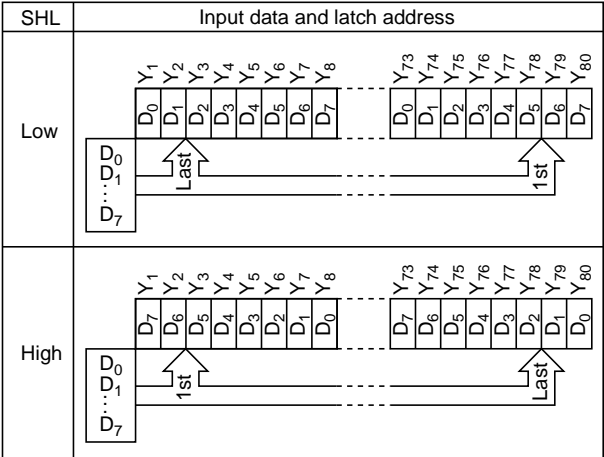 SHL Input data and latch address
Y1 Y2 Y3 Y4 Y5 Y6 Y7 Y8 Y73 Y74 Y75 Y76 Y77 Y78 Y79 Y80
D0 D1 D2 D3 D4 D5 D6 D7 D0 D1 D2 D3 D4 D5 D6 D7
Low
D0
D1
⋮
D7
Last 1st
Y1 Y2 Y3 Y4 Y5 Y6 Y7 Y8 Y73 Y74 Y75 Y76 Y77 Y78 Y79 Y80
D7 D6 D5 D4 D3 D2 D1 D0 D7 D6 D5 D4 D3 D2 D1 D0
High
D0
D1
⋮
D7
1st Last